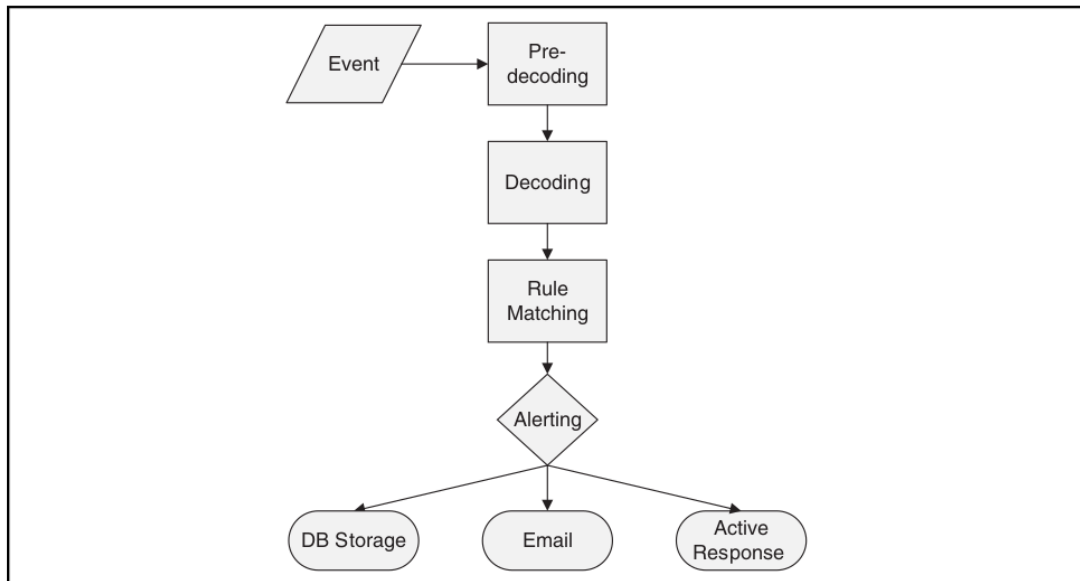 Event
Pre-
decoding
Decoding
Rule
Matching
Alerting
DB Storage
Email
Active
Response